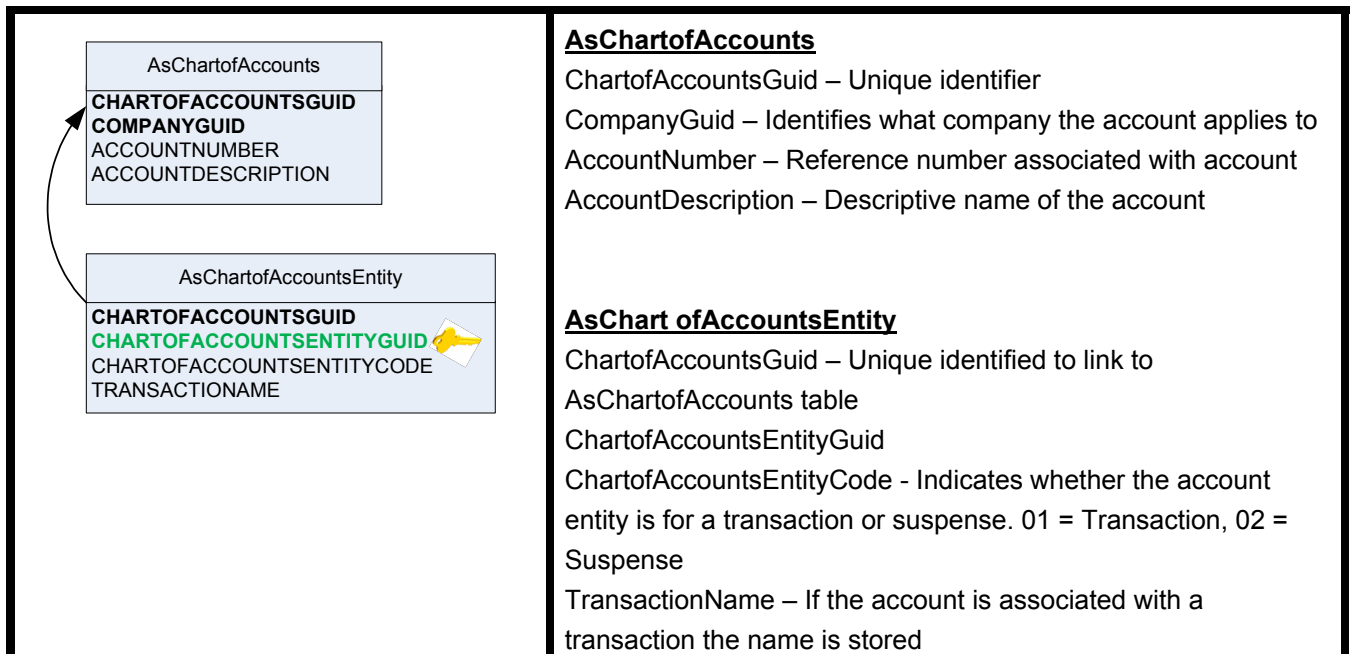 AsChartofAccounts
CHARTOFACCOUNTSGUID
COMPANYGUID
ACCOUNTNUMBER
ACCOUNTDESCRIPTION
AsChartofAccountsEntity
CHARTOFACCOUNTSGUID
CHARTOFACCOUNTSENTITYGUID
CHARTOFACCOUNTSENTITYCODE
TRANSACTIONAME
AsChartofAccounts
ChartofAccountsGuid – Unique identifier
CompanyGuid – Identifies what company the account applies to
AccountNumber – Reference number associated with account
AccountDescription – Descriptive name of the account
AsChart ofAccountsEntity
ChartofAccountsGuid – Unique identified to link to
AsChartofAccounts table
ChartofAccountsEntityGuid
ChartofAccountsEntityCode - Indicates whether the account
entity is for a transaction or suspense. 01 = Transaction, 02 =
Suspense
TransactionName – If the account is associated with a
transaction the name is stored